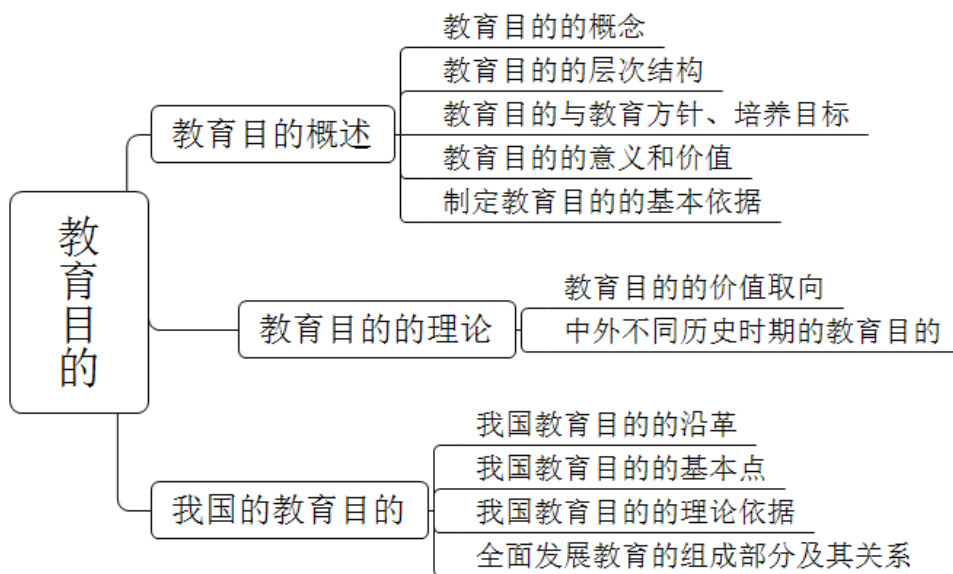 教育目的
教育目的概述
教育目的的概念
教育目的的层次结构
教育目的与教育方针、培养目标
教育目的的意义和价值
制定教育目的的基本依据
教育目的的理论
教育目的的价值取向
中外不同历史时期的教育目的
我国的教育目的
我国教育目的的沿革
我国教育目的的基本点
我国教育目的的理论依据
全面发展教育的组成部分及其关系